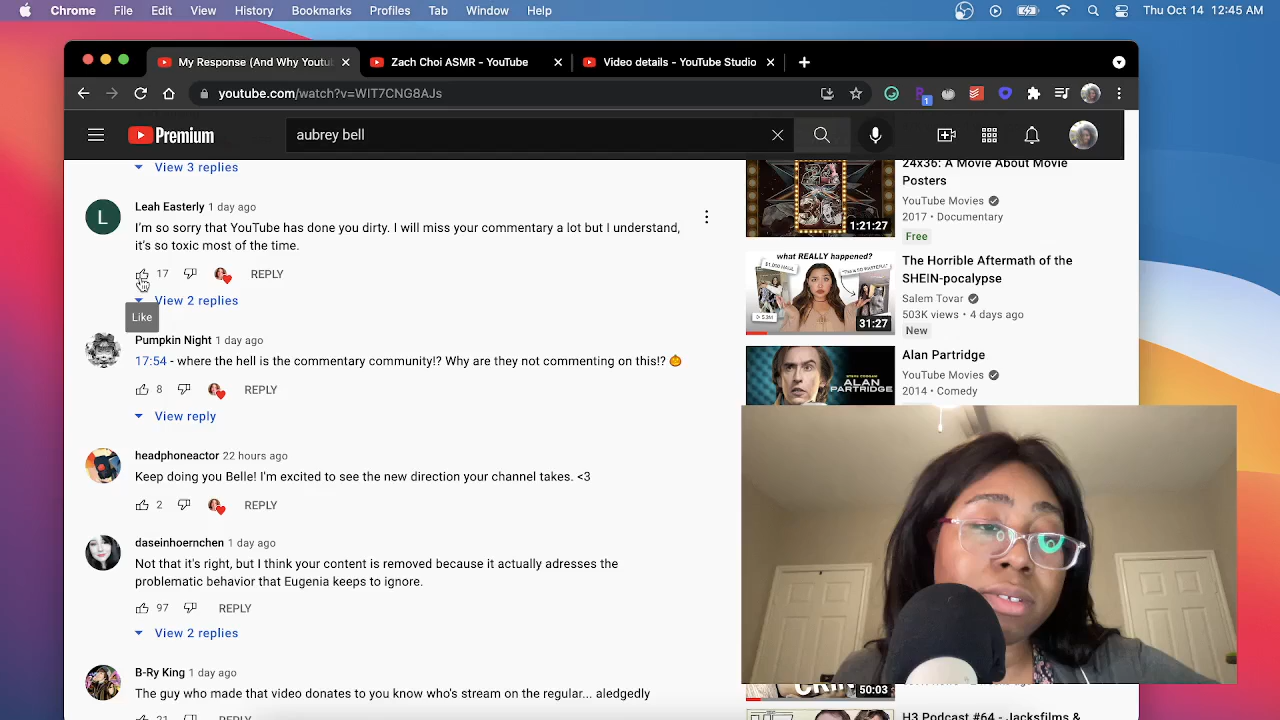 Chrome File Edit View History Bookmarks Profiles Tab Window Help Thu Oct 14 12:45 AM
My Response (And Why Youtub Zach Choi ASMR - YouTube Video details - YouTube Studio
youtube.com/watch?v=WIT7CNG8AJs
1
Premium
aubrey bell
View 3 replies
Leah Easterly 1 day ago
I'm so sorry that YouTube has done you dirty. I will miss your commentary a lot but I understand,
it's so toxic most of the time.
17 REPLY
View 2 replies
Like
Pumpkin Night 1 day ago
17:54 - where the hell is the commentary community!? Why are they not commenting on this!? 🎃
8 REPLY
View reply
headphoneactor 22 hours ago
Keep doing you Belle! I'm excited to see the new direction your channel takes. <3
2 REPLY
daseinhoernchen 1 day ago
Not that it's right, but I think your content is removed because it actually adresses the
problematic behavior that Eugenia keeps to ignore.
97 REPLY
View 2 replies
B-Ry King 1 day ago
The guy who made that video donates to you know who's stream on the regular... aledgedly
24x36: A Movie About Movie
Posters
YouTube Movies
2017 • Documentary
Free
1:21:27
what REALLY happened?
The Horrible Aftermath of the
SHEIN-pocalypse
Salem Tovar
503K views • 4 days ago
New
31:27
Alan Partridge
YouTube Movies
2014 • Comedy
STEVE COOGAN
ALAN
PARTRIDGE
50:03
H3 Podcast #64 - Jacksfilms &